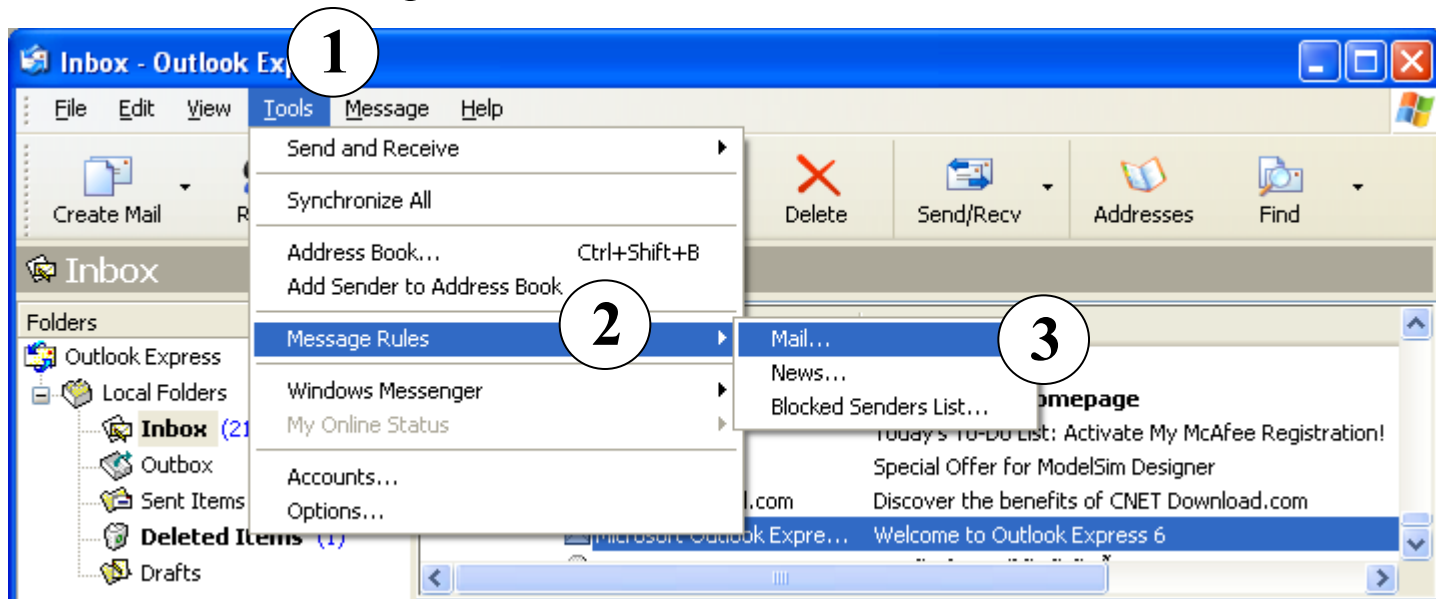 1
Inbox - Outlook Exp
File Edit View Tools Message Help
Send and Receive
Synchronize All
Address Book... Ctrl+Shift+B
Add Sender to Address Book
2
Message Rules
3
Mail...
News...
Blocked Senders List...
Windows Messenger
My Online Status
Accounts...
Options...
Create Mail
Delete Send/Recv Addresses Find
Inbox
Folders
Outlook Express
Local Folders
Inbox (21
Outbox
Sent Items
Deleted Items (1)
Drafts
omepage
Today's To-Do List: Activate My McAfee Registration!
Special Offer for ModelSim Designer
.com Discover the benefits of CNET Download.com
Microsoft Outlook Expre... Welcome to Outlook Express 6